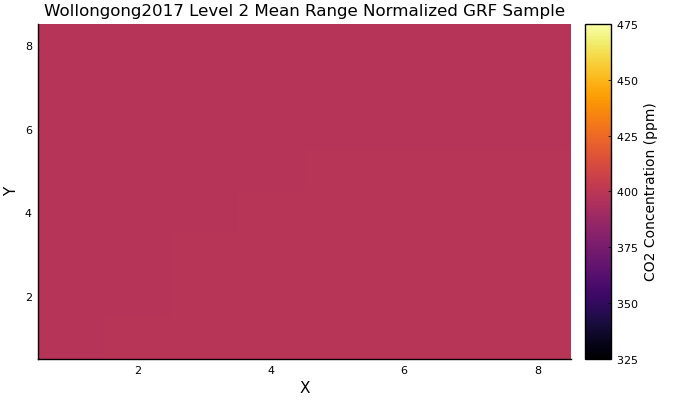 Wollongong2017 Level 2 Mean Range Normalized GRF Sample
8
6
4
2
Y
2 4 6 8
X
475
450
425
400
375
350
325
CO2 Concentration (ppm)